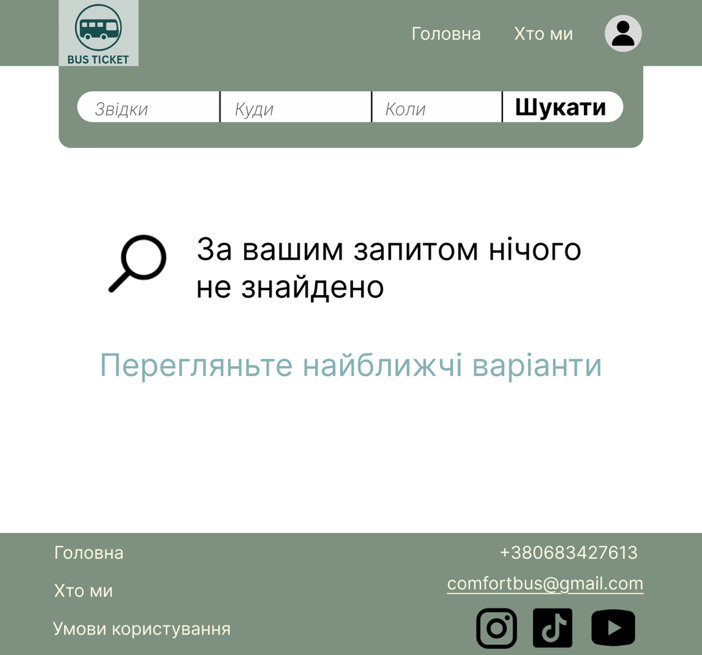 BUS TICKET
Головна
Хто ми
Звідки
Куди
Коли
Шукати
За вашим запитом нічого
не знайдено
Перегляньте найближчі варіанти
Головна
Хто ми
Умови користування
+380683427613
comfortbus@gmail.com